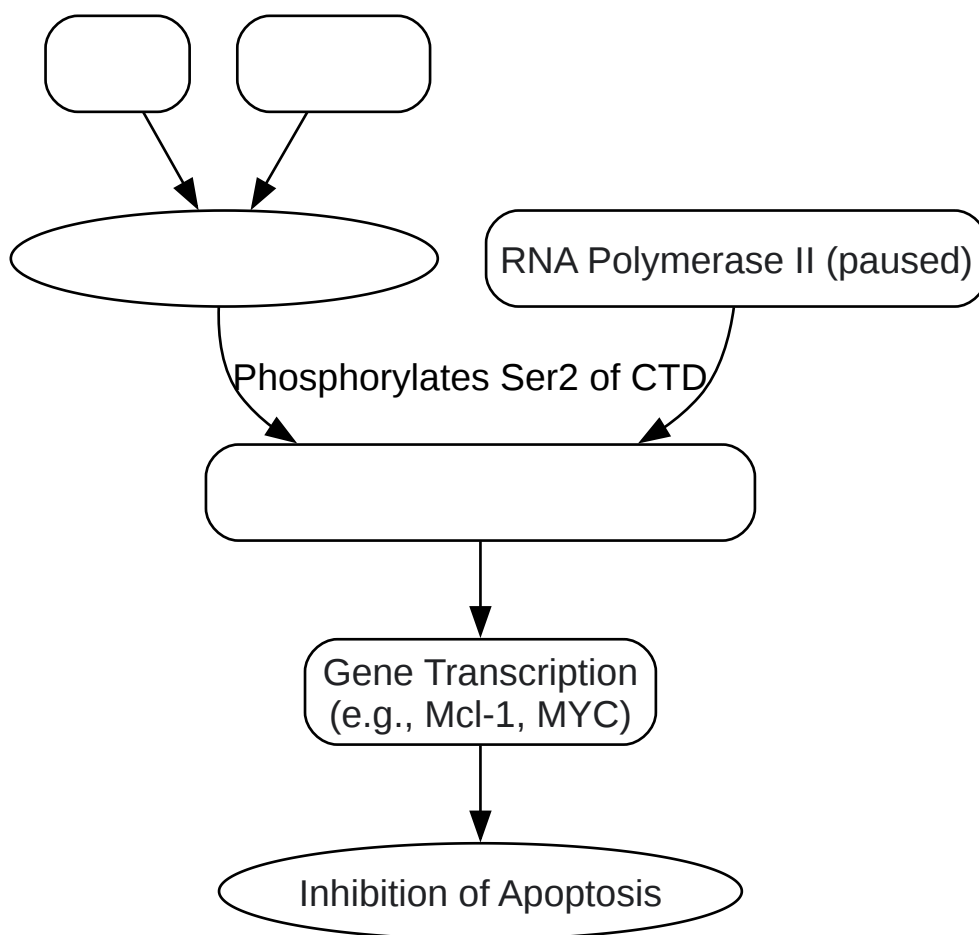 RNA Polymerase II (paused)
Phosphorylates Ser2 of CTD
Gene Transcription
(e.g., Mcl-1, MYC)
Inhibition of Apoptosis